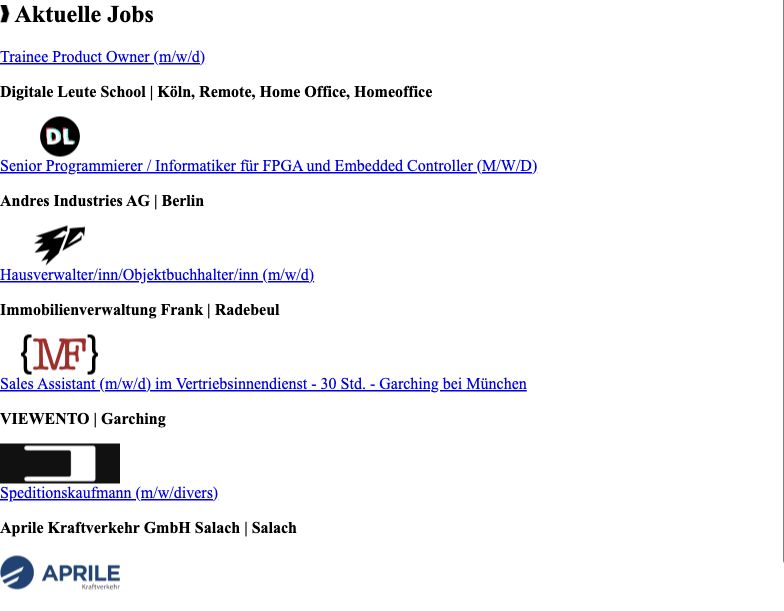 Aktuelle Jobs
Trainee Product Owner (m/w/d)
Digitale Leute School | Köln, Remote, Home Office, Homeoffice
DL
Senior Programmierer / Informatiker für FPGA und Embedded Controller (M/W/D)
Andres Industries AG | Berlin
Hausverwalter/inn/Objektbuchhalter/inn (m/w/d)
Immobilienverwaltung Frank | Radebeul
{MF}
Sales Assistant (m/w/d) im Vertriebsinnendienst - 30 Std. - Garching bei München
VIEWENTO | Garching
Speditionskaufmann (m/w/divers)
Aprile Kraftverkehr GmbH Salach | Salach
APRILE
Kraftverkehr